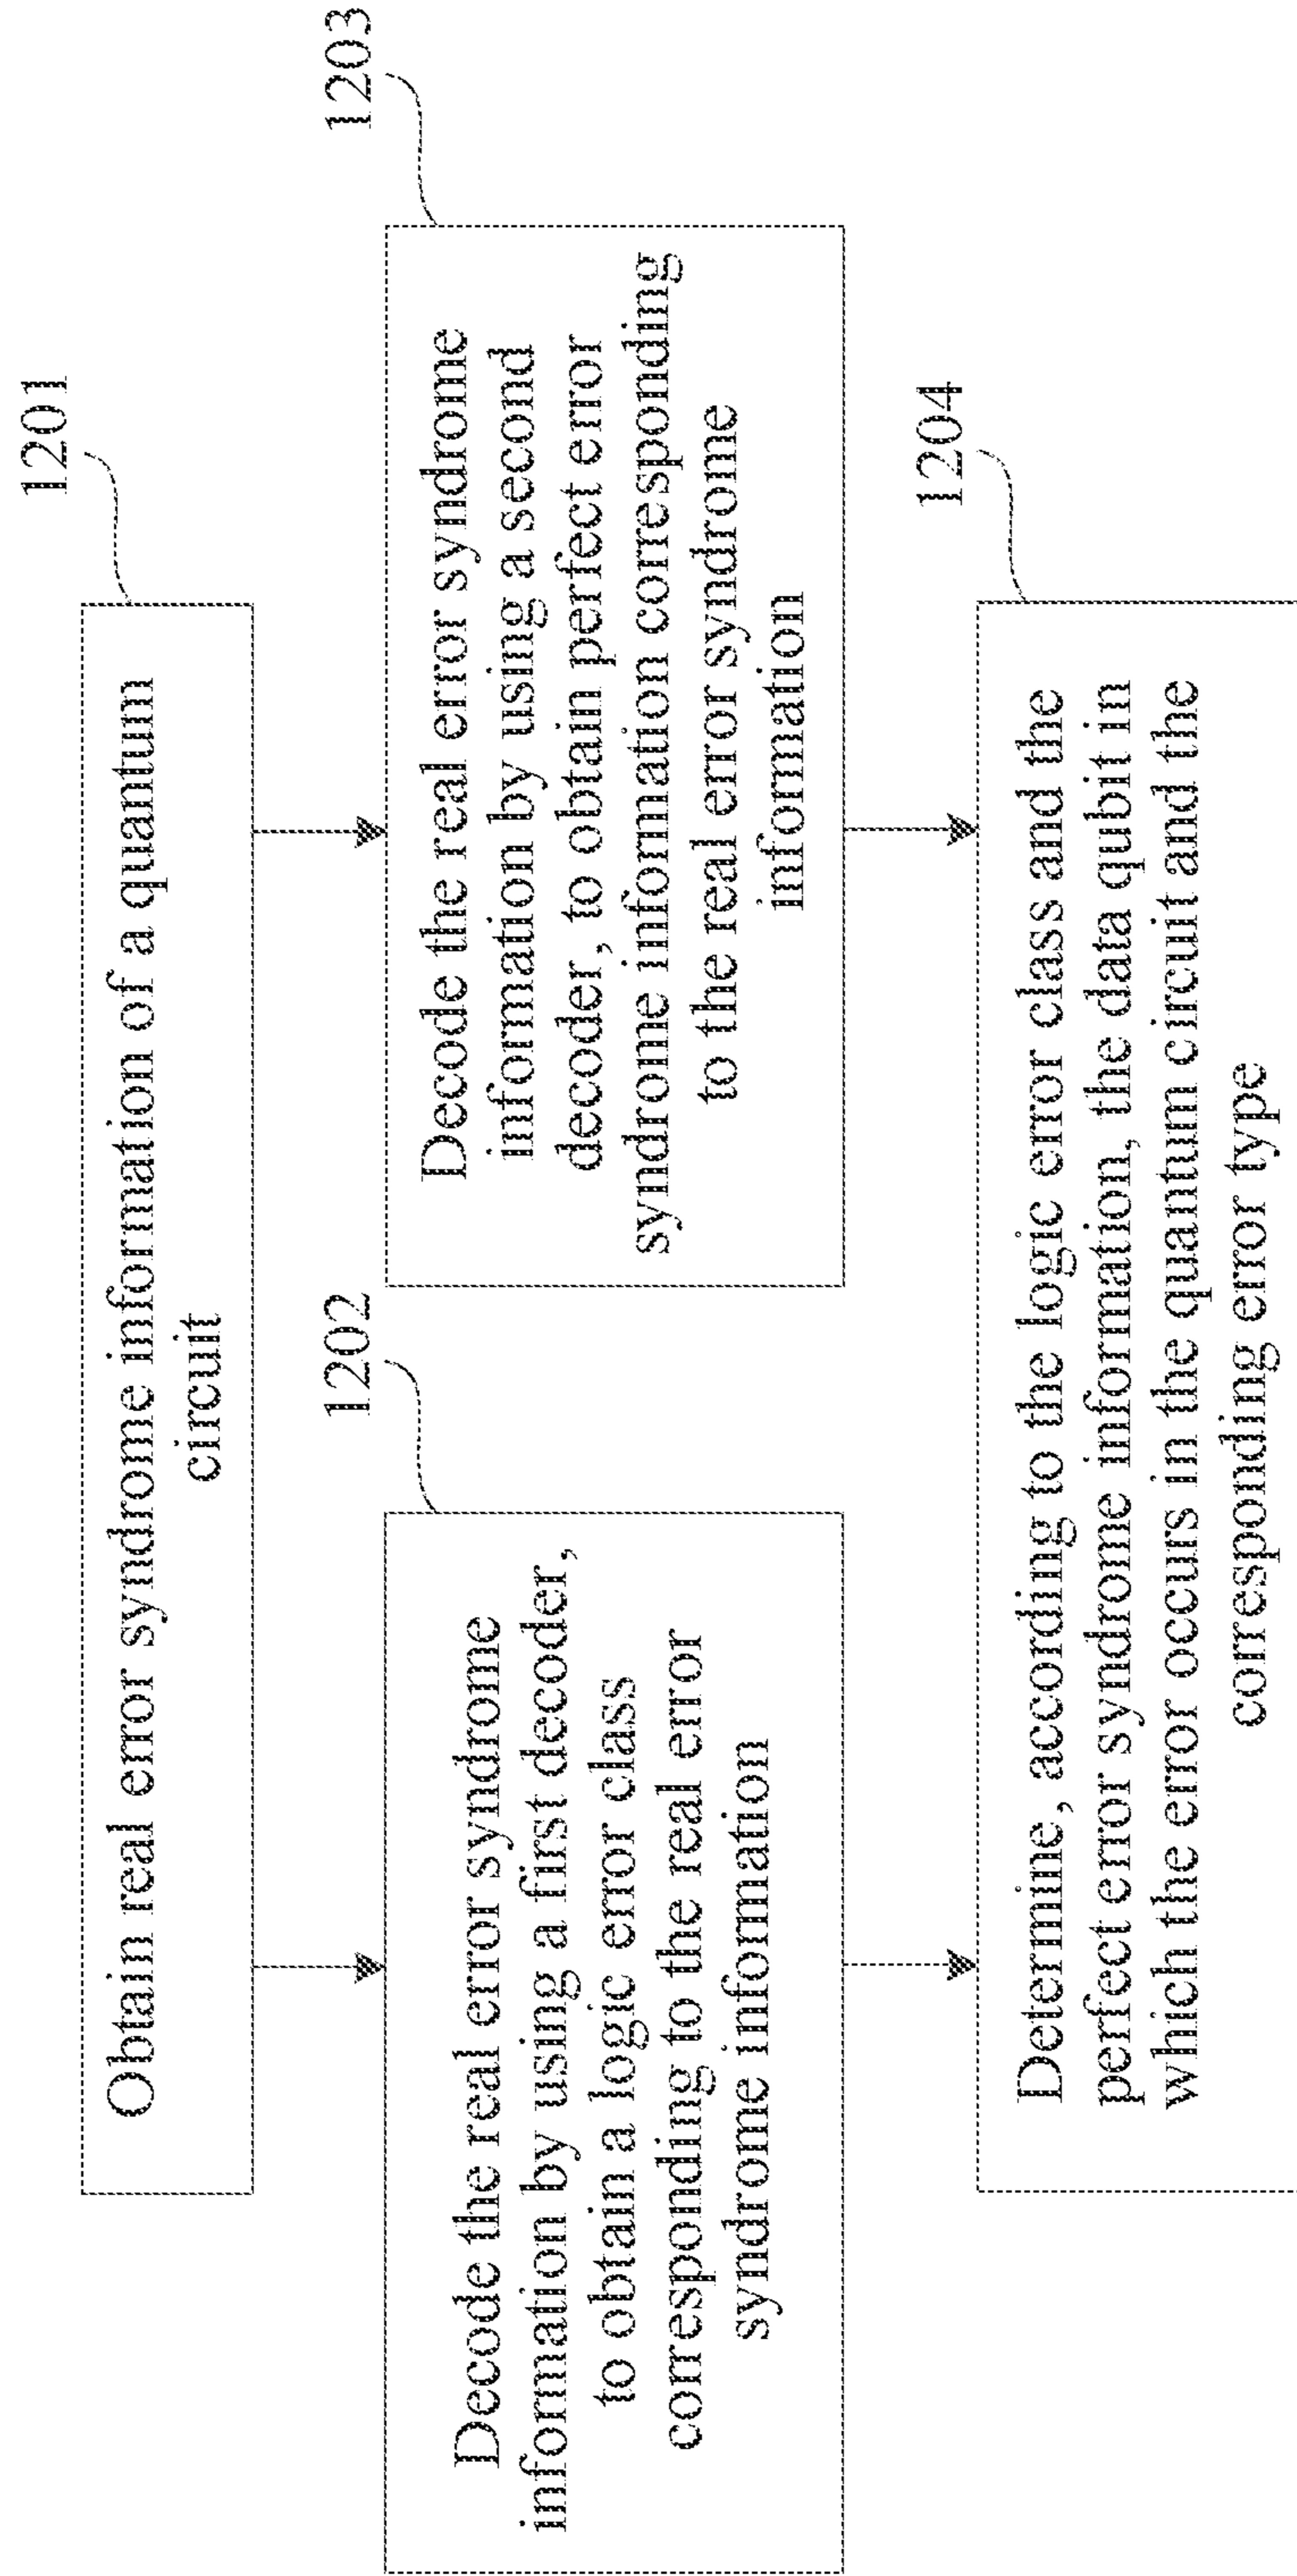 1201
Obtain real error syndrome information of a quantum
circuit
1202
Decode the real error syndrome
information by using a first decoder,
to obtain a logic error class
corresponding to the real error
syndrome information
1203
Decode the real error syndrome
information by using a second
decoder, to obtain perfect error
syndrome information corresponding
to the real error syndrome
information
1204
Determine, according to the logic error class and the
perfect error syndrome information, the data qubit in
which the error occurs in the quantum circuit and the
corresponding error type